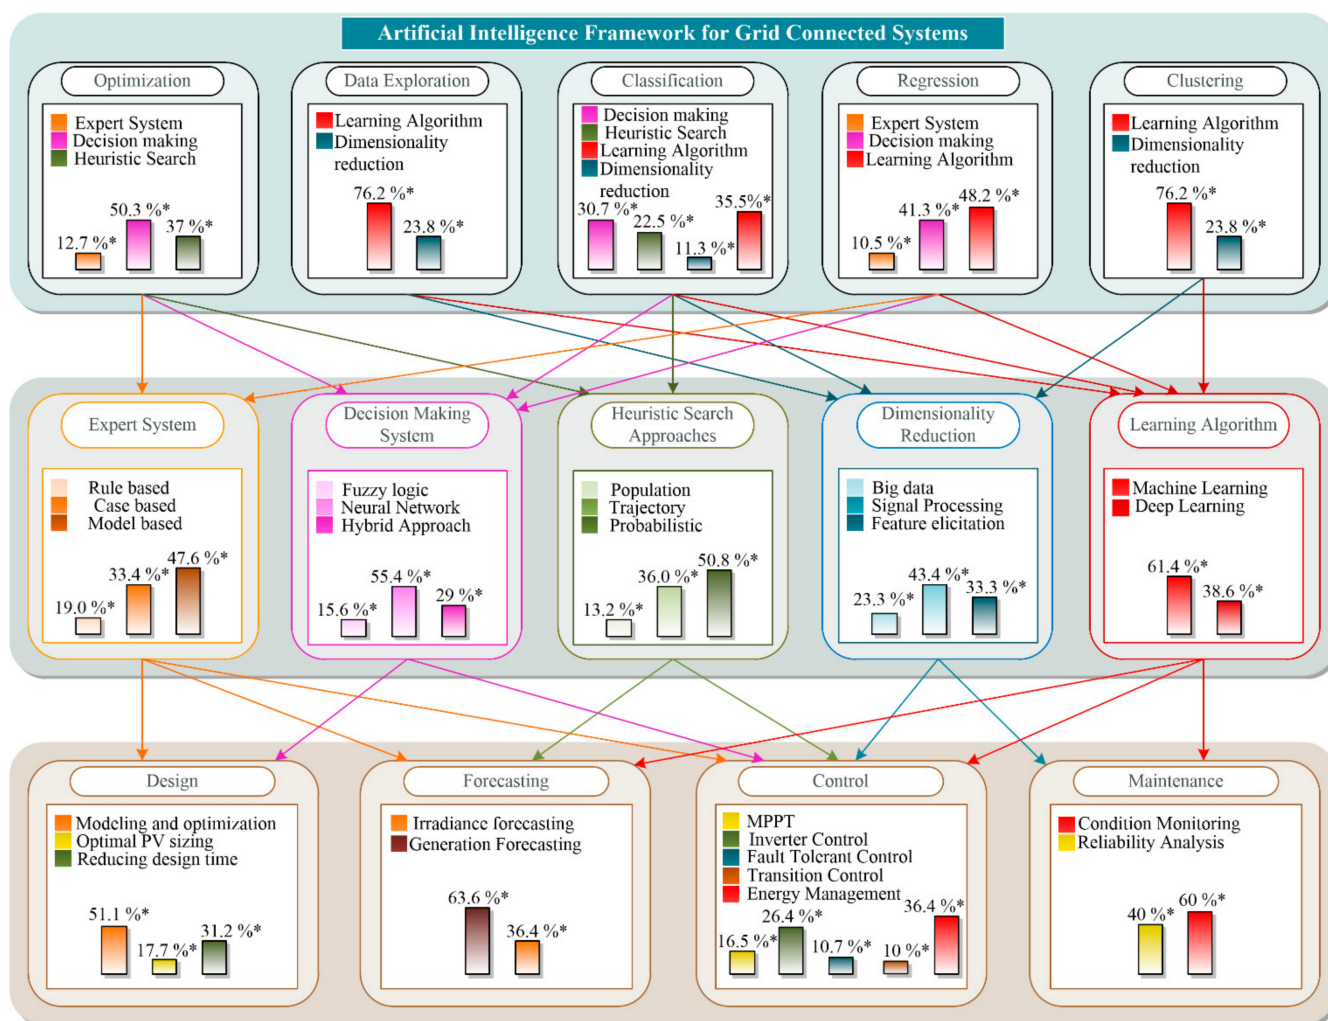 Artificial Intelligence Framework for Grid Connected Systems
Optimization
Expert System
Decision making
Heuristic Search
12.7 %*
50.3 %*
37 %*
Data Exploration
Learning Algorithm
Dimensionality
reduction
76.2 %*
23.8 %*
Classification
Decision making
Heuristic Search
Learning Algorithm
Dimensionality
reduction
30.7 %*
22.5 %*
11.3 %*
35.5%*
Regression
Expert System
Decision making
Learning Algorithm
10.5 %*
41.3 %*
48.2 %*
Clustering
Learning Algorithm
Dimensionality
reduction
76.2 %*
23.8 %*
Expert System
Rule based
Case based
Model based
19.0 %*
33.4 %*
47.6 %*
Decision Making
System
Fuzzy logic
Neural Network
Hybrid Approach
15.6 %*
55.4 %*
29 %*
Heuristic Search
Approaches
Population
Trajectory
Probabilistic
13.2 %*
36.0 %*
50.8 %*
Dimensionality
Reduction
Big data
Signal Processing
Feature elicitation
23.3 %*
43.4 %*
33.3 %*
Learning Algorithm
Machine Learning
Deep Learning
61.4 %*
38.6 %*
Design
Modeling and optimization
Optimal PV sizing
Reducing design time
51.1 %*
17.7 %*
31.2 %*
Forecasting
Irradiance forecasting
Generation Forecasting
63.6 %*
36.4 %*
Control
MPPT
Inverter Control
Fault Tolerant Control
Transition Control
Energy Management
16.5 %*
26.4 %*
10.7 %*
10 %*
36.4 %*
Maintenance
Condition Monitoring
Reliability Analysis
40 %*
60 %*